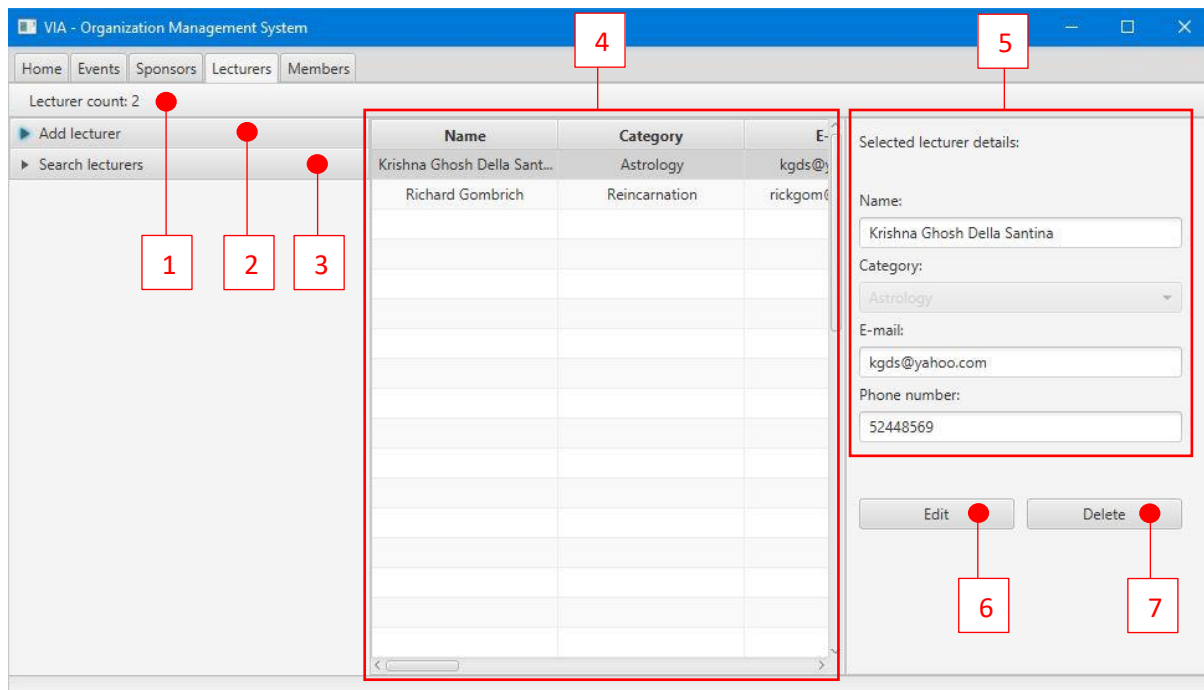 VIA - Organization Management System
4
5
Home Events Sponsors Lecturers Members
Lecturer count: 2
Add lecturer
Search lecturers
1
2
3
Name Category E-
Krishna Ghosh Della Sant... Astrology kgds@y
Richard Gombrich Reincarnation rickgom@
Selected lecturer details:
Name:
Krishna Ghosh Della Santina
Category:
Astrology
E-mail:
kgds@yahoo.com
Phone number:
52448569
Edit Delete
6
7